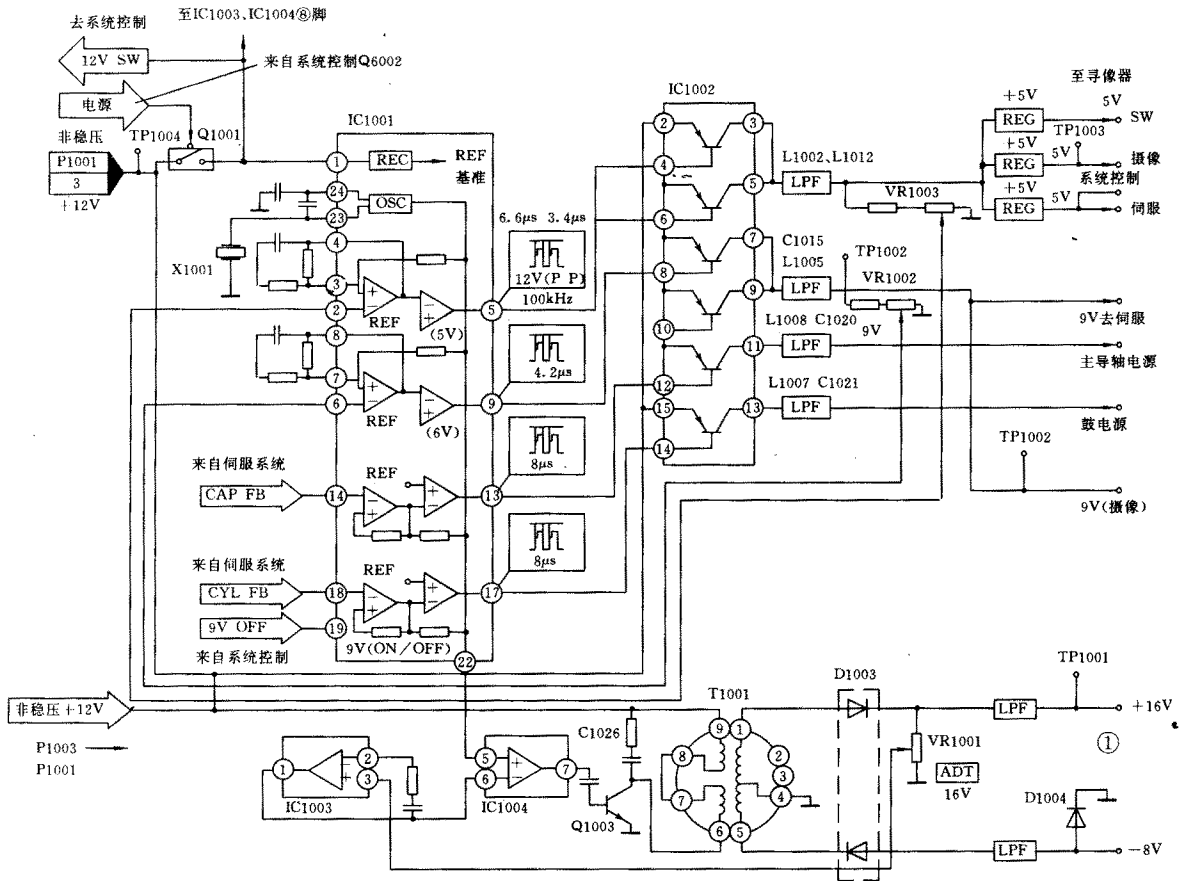 去系统控制
至IC1003、IC1004⑧脚
12V SW
来自系统控制Q6002
电源
非稳压
TP1004
Q1001
P1001
3
+12V
IC1001
①
REC
REF
基准
㉔
OSC
㉓
X1001
④
③
②
REF
(5V)
⑤
6.6μs 3.4μs
12V(P P)
100kHz
⑧
⑦
⑥
REF
(6V)
⑨
4.2μs
来自伺服系统
CAP FB
⑭
REF
⑬
8μs
来自伺服系统
CYL FB
⑱
REF
⑰
8μs
9V OFF
⑲
9V(ON/OFF)
来自系统控制
㉒
IC1002
②
③
④
⑤
⑥
⑦
⑧
⑨
⑩
⑪
⑫
⑮
⑬
⑭
L1002、L1012
LPF
C1015
L1005
LPF
L1008 C1020
LPF
L1007 C1021
LPF
至寻像器
+5V
REG
5V
SW
+5V
REG
TP1003
5V
摄像
系统控制
+5V
REG
5V
伺服
VR1003
TP1002
VR1002
9V
9V去伺服
主导轴电源
鼓电源
TP1002
9V(摄像)
非稳压+12V
P1003
P1001
①
②
③
IC1003
⑤
⑥
⑦
IC1004
C1026
Q1003
T1001
⑨
①
⑧
②
③
⑦
④
⑥
⑤
D1003
LPF
TP1001
+16V
VR1001
①
ADT
16V
D1004
LPF
−8V